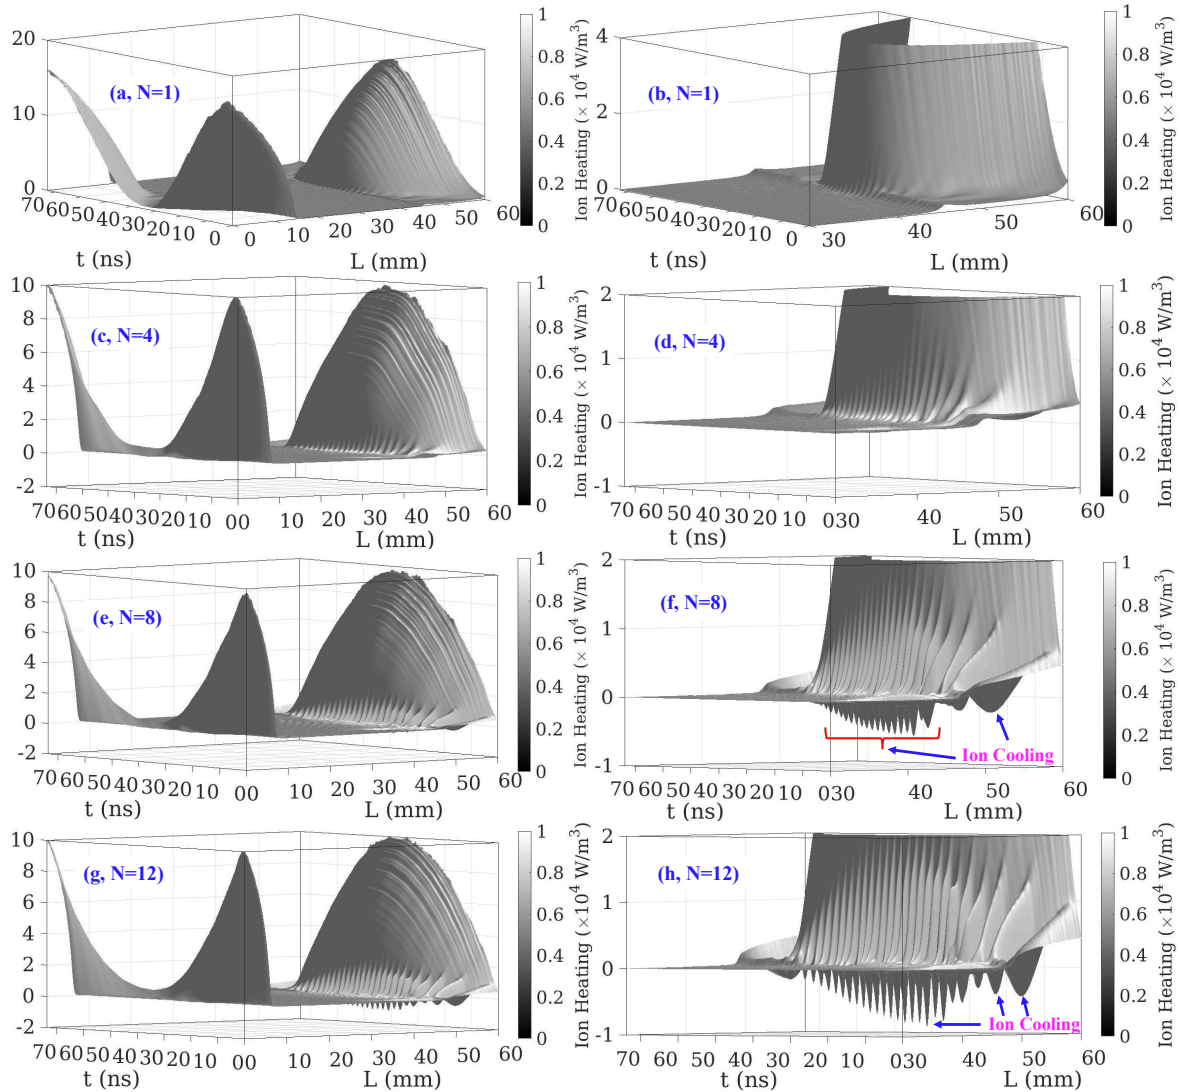 20
10
0
70 60 50 40 30 20 10 0
0 10 20 30 40 50 60
t (ns)
L (mm)
(a, N=1)
1
0.8
0.6
0.4
0.2
0
Ion Heating (× 10^4 W/m^3)
4
2
0
70 60 50 40 30 20 10 0
30 40 50 60
t (ns)
L (mm)
(b, N=1)
1
0.8
0.6
0.4
0.2
0
Ion Heating (× 10^4 W/m^3)
10
8
6
4
2
0
-2
70 60 50 40 30 20 10 0
0 10 20 30 40 50 60
t (ns)
L (mm)
(c, N=4)
1
0.8
0.6
0.4
0.2
0
Ion Heating (× 10^4 W/m^3)
2
1
0
-1
70 60 50 40 30 20 10 0
30 40 50 60
t (ns)
L (mm)
(d, N=4)
1
0.8
0.6
0.4
0.2
0
Ion Heating (× 10^4 W/m^3)
10
8
6
4
2
0
-2
70 60 50 40 30 20 10 0
0 10 20 30 40 50 60
t (ns)
L (mm)
(e, N=8)
1
0.8
0.6
0.4
0.2
0
Ion Heating (× 10^4 W/m^3)
2
1
0
-1
70 60 50 40 30 20 10 0
30 40 50 60
t (ns)
L (mm)
(f, N=8)
Ion Cooling
1
0.8
0.6
0.4
0.2
0
Ion Heating (×10^4 W/m^3)
10
8
6
4
2
0
-2
70 60 50 40 30 20 10 0
0 10 20 30 40 50 60
t (ns)
L (mm)
(g, N=12)
1
0.8
0.6
0.4
0.2
0
Ion Heating (×10^4 W/m^3)
2
1
0
-1
70 60 50 40 30 20 10 0
30 40 50 60
t (ns)
L (mm)
(h, N=12)
Ion Cooling
1
0.8
0.6
0.4
0.2
0
Ion Heating (×10^4 W/m^3)